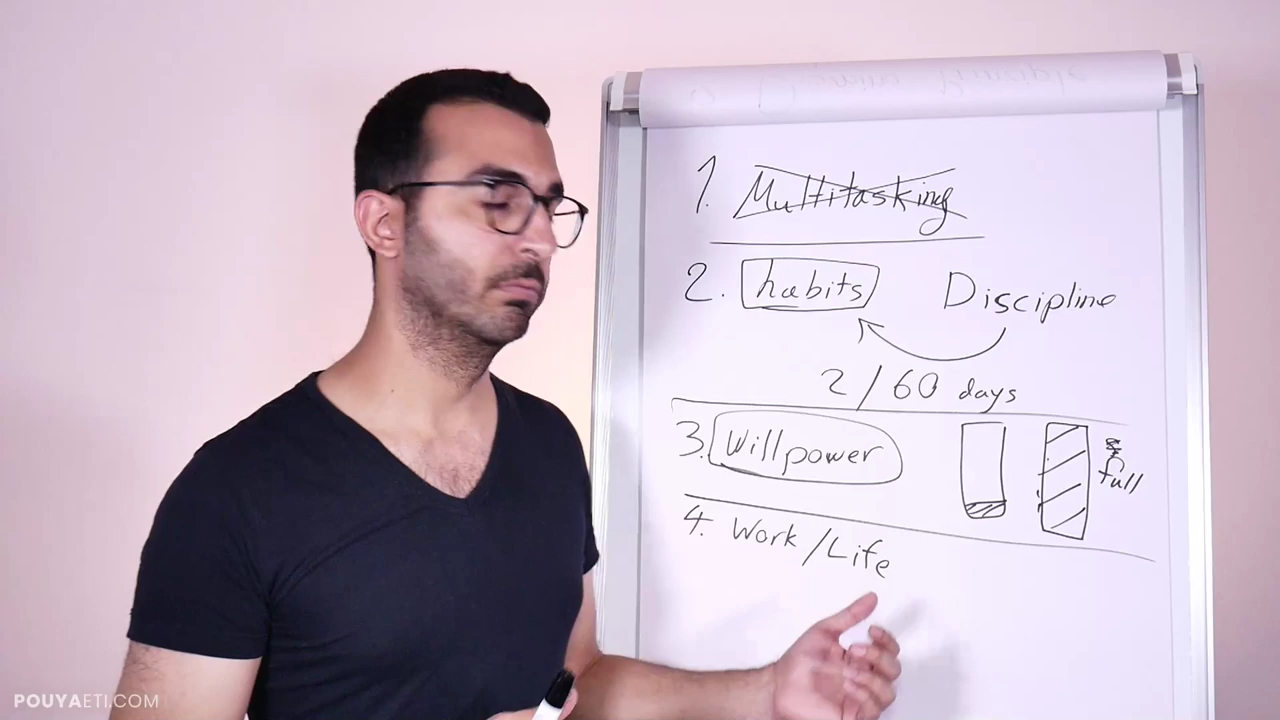 1. Multitasking
2. habits Discipline
2/60 days
3. Willpower full
4. Work/Life
POUYAETI.COM